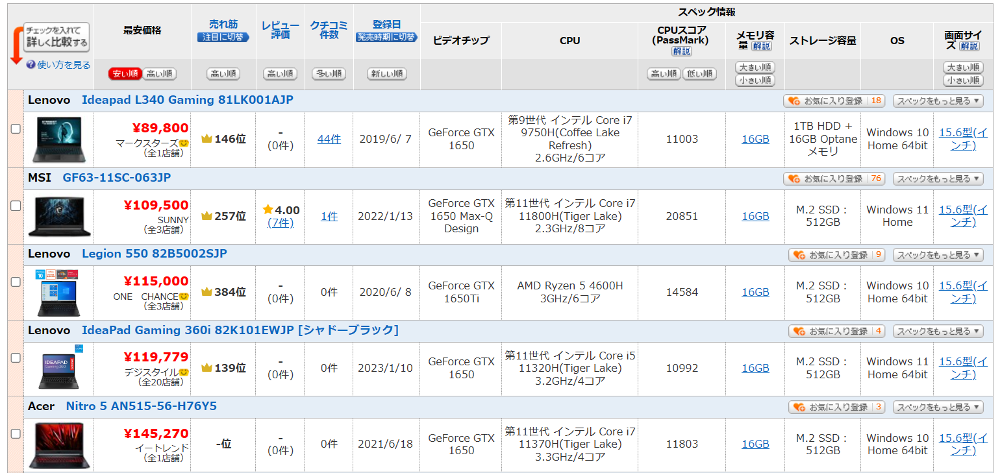 チェックを入れて
詳しく比較する
使い方を見る
最安価格
安い順 高い順
売れ筋
注目に切替
高い順
レビュー
評価
高い順
クチコミ
件数
多い順
登録日
発売時期に切替
新しい順
スペック情報
ビデオチップ
CPU
CPUスコア
(PassMark)
解説
高い順 低い順
メモリ容
量 解説
大きい順
小さい順
ストレージ容量
OS
画面サイ
ズ 解説
大きい順
小さい順
Lenovo Ideapad L340 Gaming 81LK001AJP
お気に入り登録 18 スペックをもっと見る▼
¥89,800
マークスターズ
(全1店舗)
146位
-
(0件)
44件
2019/6/ 7
GeForce GTX
1650
第9世代 インテル Core i7
9750H(Coffee Lake
Refresh)
2.6GHz/6コア
11003
16GB
1TB HDD +
16GB Optane
メモリ
Windows 10
Home 64bit
15.6型(イ
ンチ)
MSI GF63-11SC-063JP
お気に入り登録 76 スペックをもっと見る▼
¥109,500
SUNNY
(全3店舗)
257位
4.00
(7件)
1件
2022/1/13
GeForce GTX
1650 Max-Q
Design
第11世代 インテル Core i7
11800H(Tiger Lake)
2.3GHz/8コア
20851
16GB
M.2 SSD：
512GB
Windows 11
Home
15.6型(イ
ンチ)
Lenovo Legion 550 82B5002SJP
お気に入り登録 9 スペックをもっと見る▼
¥115,000
ONE CHANCE
(全3店舗)
384位
-
(0件)
0件
2020/6/ 8
GeForce GTX
1650Ti
AMD Ryzen 5 4600H
3GHz/6コア
14584
16GB
M.2 SSD：
512GB
Windows 10
Home 64bit
15.6型(イ
ンチ)
Lenovo IdeaPad Gaming 360i 82K101EWJP [シャドーブラック]
お気に入り登録 4 スペックをもっと見る▼
IDEAPAD
Gaming 360i
¥119,779
デジスタイル
(全20店舗)
139位
-
(0件)
0件
2023/1/10
GeForce GTX
1650
第11世代 インテル Core i5
11320H(Tiger Lake)
3.2GHz/4コア
10992
16GB
M.2 SSD：
512GB
Windows 11
Home 64bit
15.6型(イ
ンチ)
Acer Nitro 5 AN515-56-H76Y5
お気に入り登録 3 スペックをもっと見る▼
¥145,270
イートレンド
(全1店舗)
-位
-
(0件)
0件
2021/6/18
GeForce GTX
1650
第11世代 インテル Core i7
11370H(Tiger Lake)
3.3GHz/4コア
11803
16GB
M.2 SSD：
512GB
Windows 10
Home 64bit
15.6型(イ
ンチ)